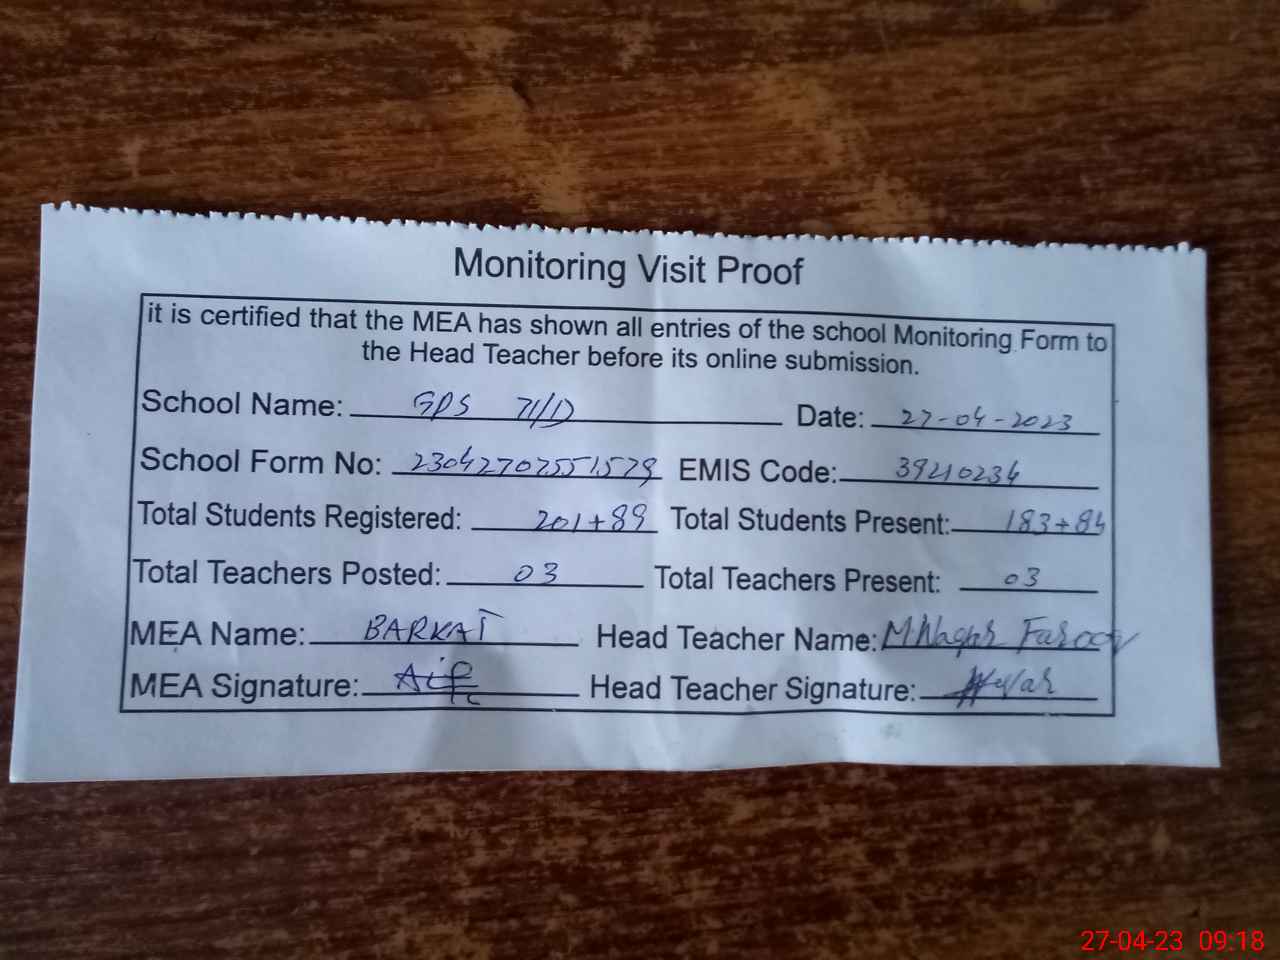 Monitoring Visit Proof
it is certified that the MEA has shown all entries of the school Monitoring Form to
the Head Teacher before its online submission.
School Name: GPS 71/D Date: 27-04-2023
School Form No: EMIS Code: 39210234
Total Students Registered: 201+89 Total Students Present: 183+84
Total Teachers Posted: 03 Total Teachers Present: 03
MEA Name: BARKAT Head Teacher Name: Farooq
MEA Signature: Head Teacher Signature:
27-04-23 09:18